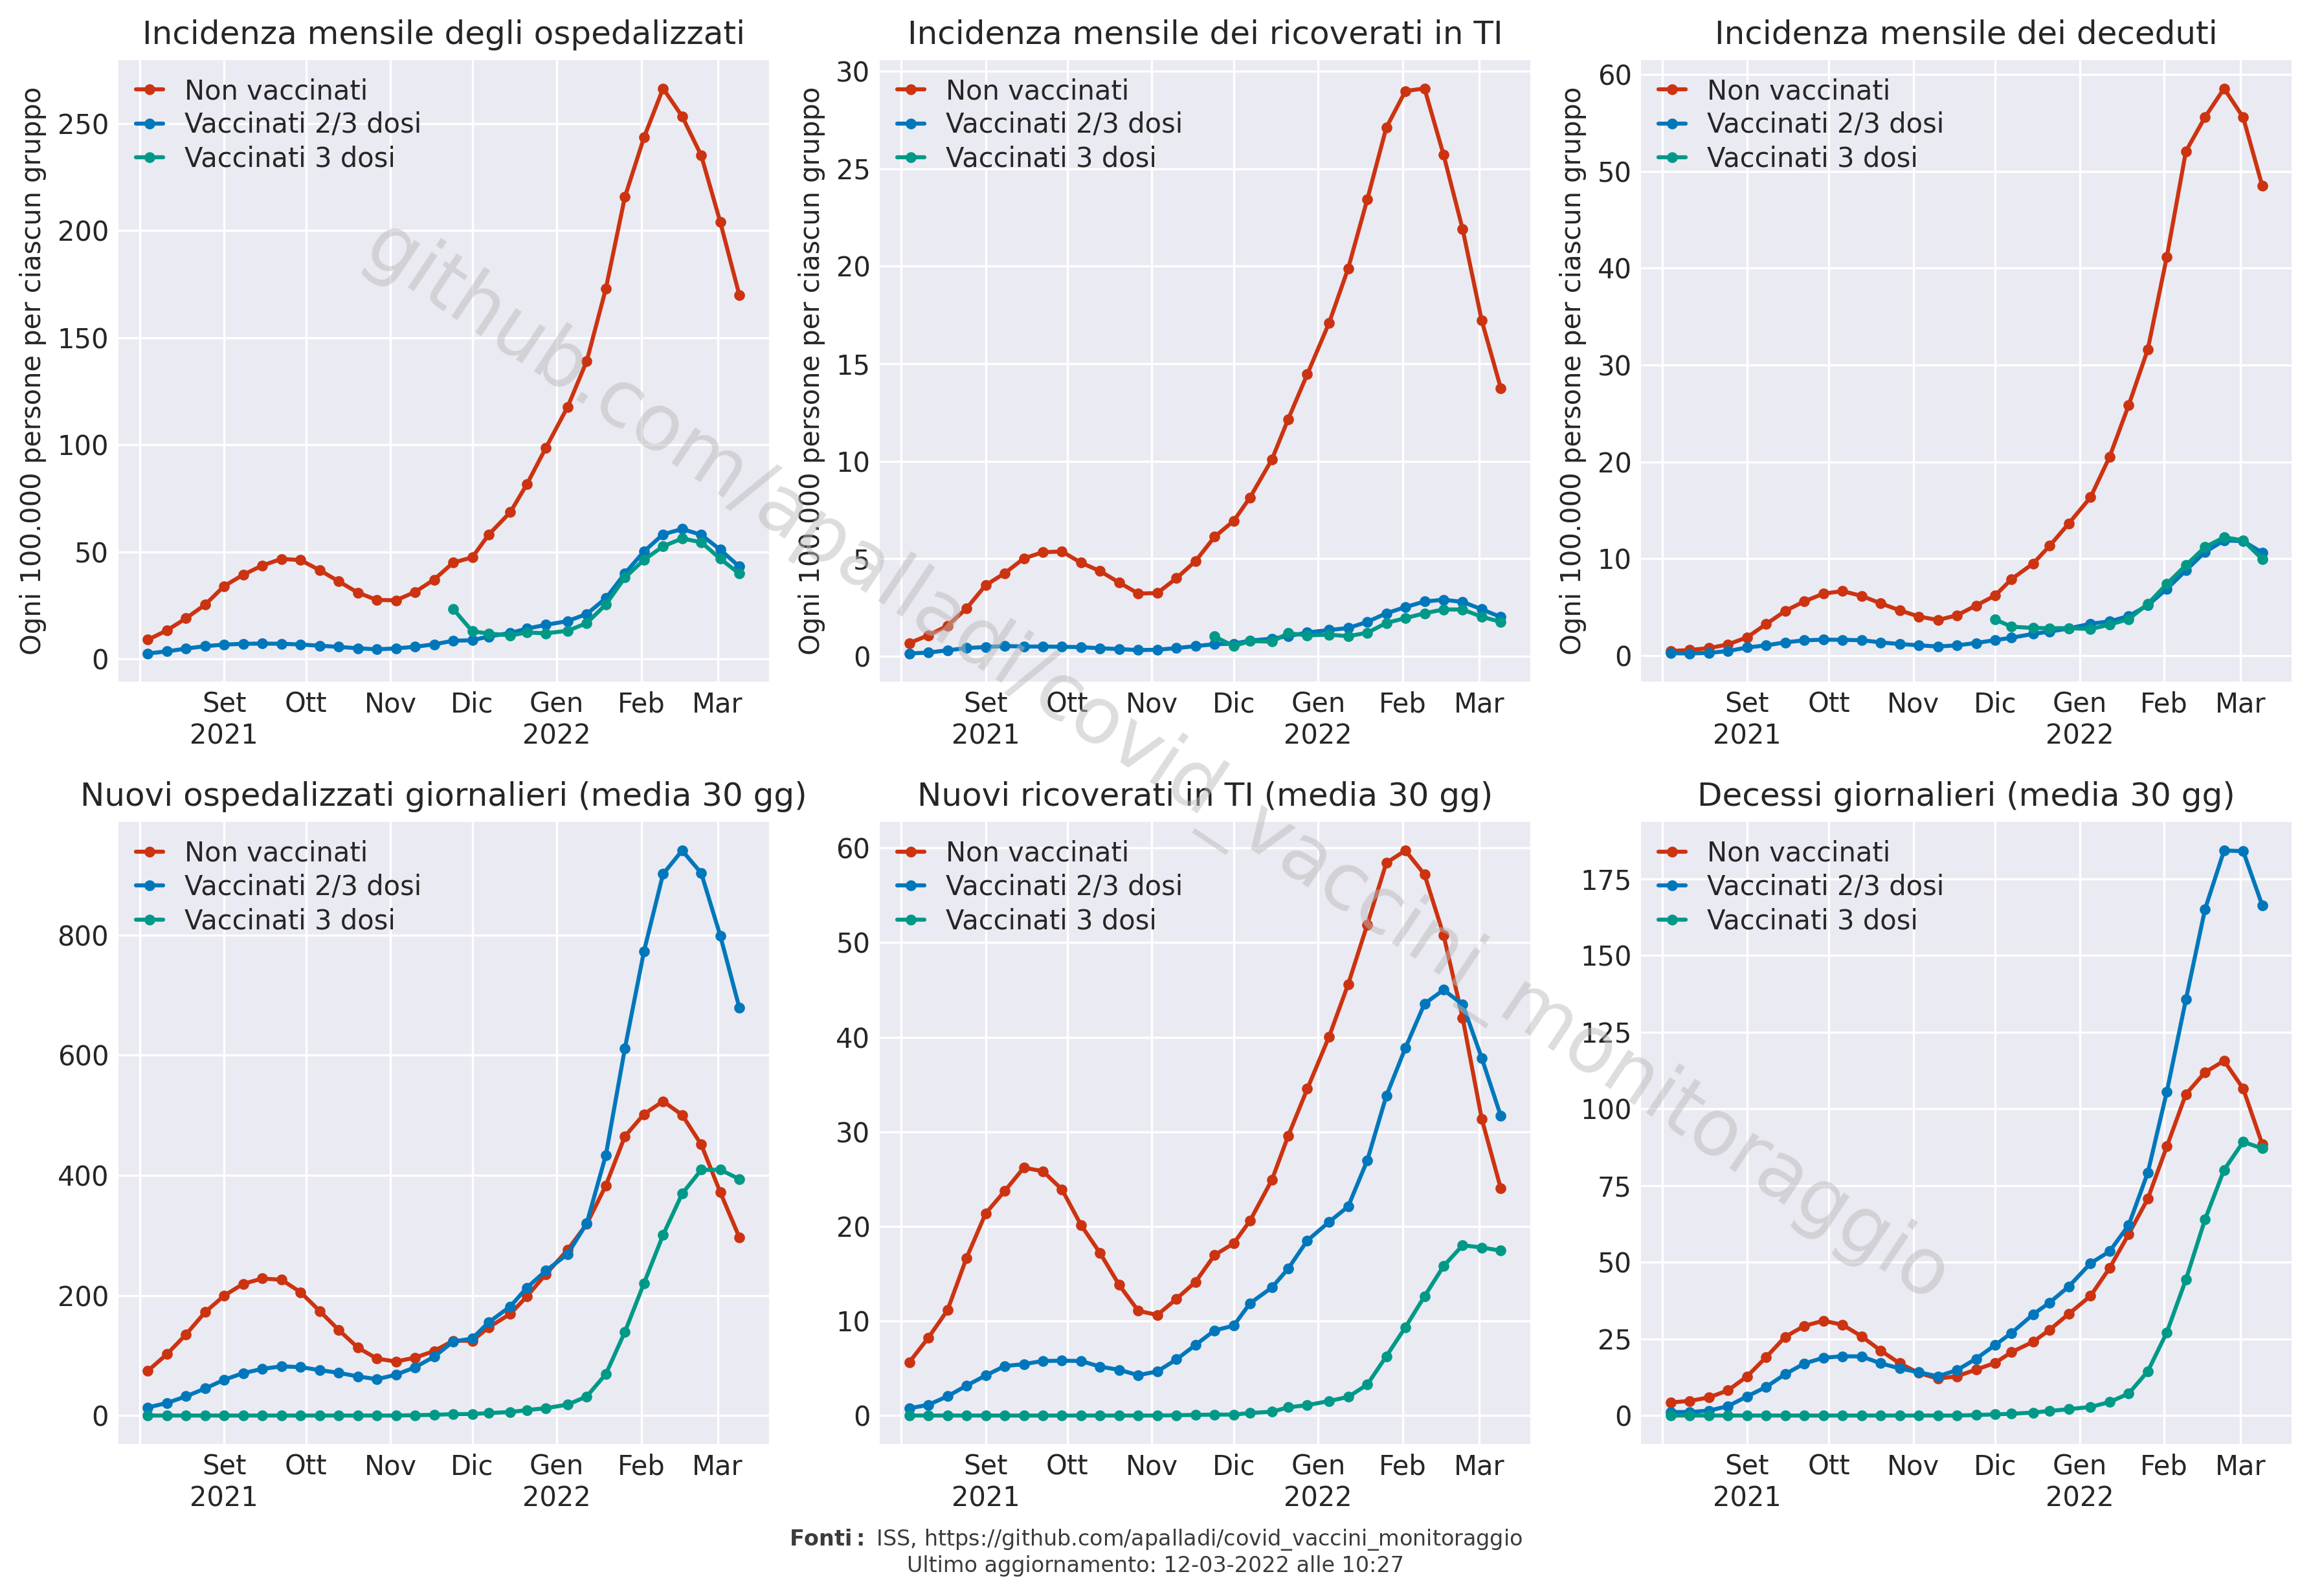 Incidenza mensile degli ospedalizzati
Ogni 100.000 persone per ciascun gruppo
250
200
150
100
50
0
Non vaccinati
Vaccinati 2/3 dosi
Vaccinati 3 dosi
Set Ott Nov Dic Gen Feb Mar
2021 2022
Incidenza mensile dei ricoverati in TI
Ogni 100.000 persone per ciascun gruppo
30
25
20
15
10
5
0
Non vaccinati
Vaccinati 2/3 dosi
Vaccinati 3 dosi
Set Ott Nov Dic Gen Feb Mar
2021 2022
Incidenza mensile dei deceduti
Ogni 100.000 persone per ciascun gruppo
60
50
40
30
20
10
0
Non vaccinati
Vaccinati 2/3 dosi
Vaccinati 3 dosi
Set Ott Nov Dic Gen Feb Mar
2021 2022
github.com/apalladi/covid_vaccini_monitoraggio
Nuovi ospedalizzati giornalieri (media 30 gg)
800
600
400
200
0
Non vaccinati
Vaccinati 2/3 dosi
Vaccinati 3 dosi
Set Ott Nov Dic Gen Feb Mar
2021 2022
Nuovi ricoverati in TI (media 30 gg)
60
50
40
30
20
10
0
Non vaccinati
Vaccinati 2/3 dosi
Vaccinati 3 dosi
Set Ott Nov Dic Gen Feb Mar
2021 2022
Decessi giornalieri (media 30 gg)
175
150
125
100
75
50
25
0
Non vaccinati
Vaccinati 2/3 dosi
Vaccinati 3 dosi
Set Ott Nov Dic Gen Feb Mar
2021 2022
Fonti: ISS, https://github.com/apalladi/covid_vaccini_monitoraggio
Ultimo aggiornamento: 12-03-2022 alle 10:27